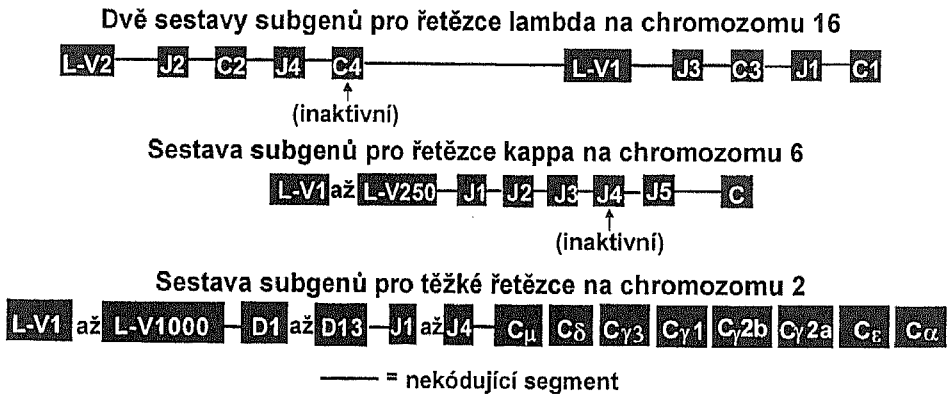 Dvě sestavy subgenů pro řetězce lambda na chromozomu 16
L-V2 J2 C2 J4 C4 L-V1 J3 C3 J1 C1
(inaktivní)
Sestava subgenů pro řetězce kappa na chromozomu 6
L-V1 až L-V250 J1 J2 J3 J4 J5 C
(inaktivní)
Sestava subgenů pro těžké řetězce na chromozomu 2
L-V1 až L-V1000 D1 až D13 J1 až J4 Cμ Cδ Cγ3 Cγ1 Cγ2b Cγ2a Cε Cα
= nekódující segment